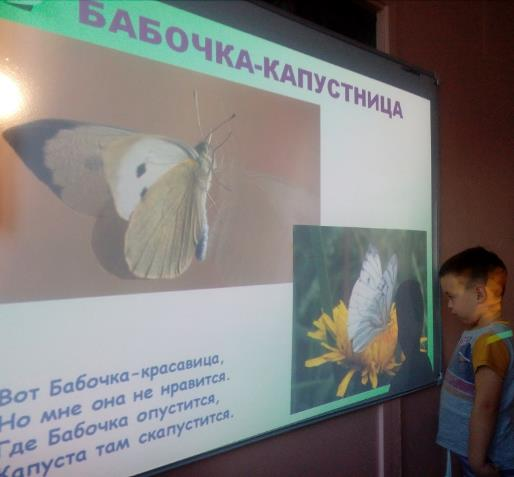 БАБОЧКА-КАПУСТНИЦА
Вот Бабочка-красавица,
Но мне она не нравится.
Где Бабочка опустится,
Капуста там скапустится.